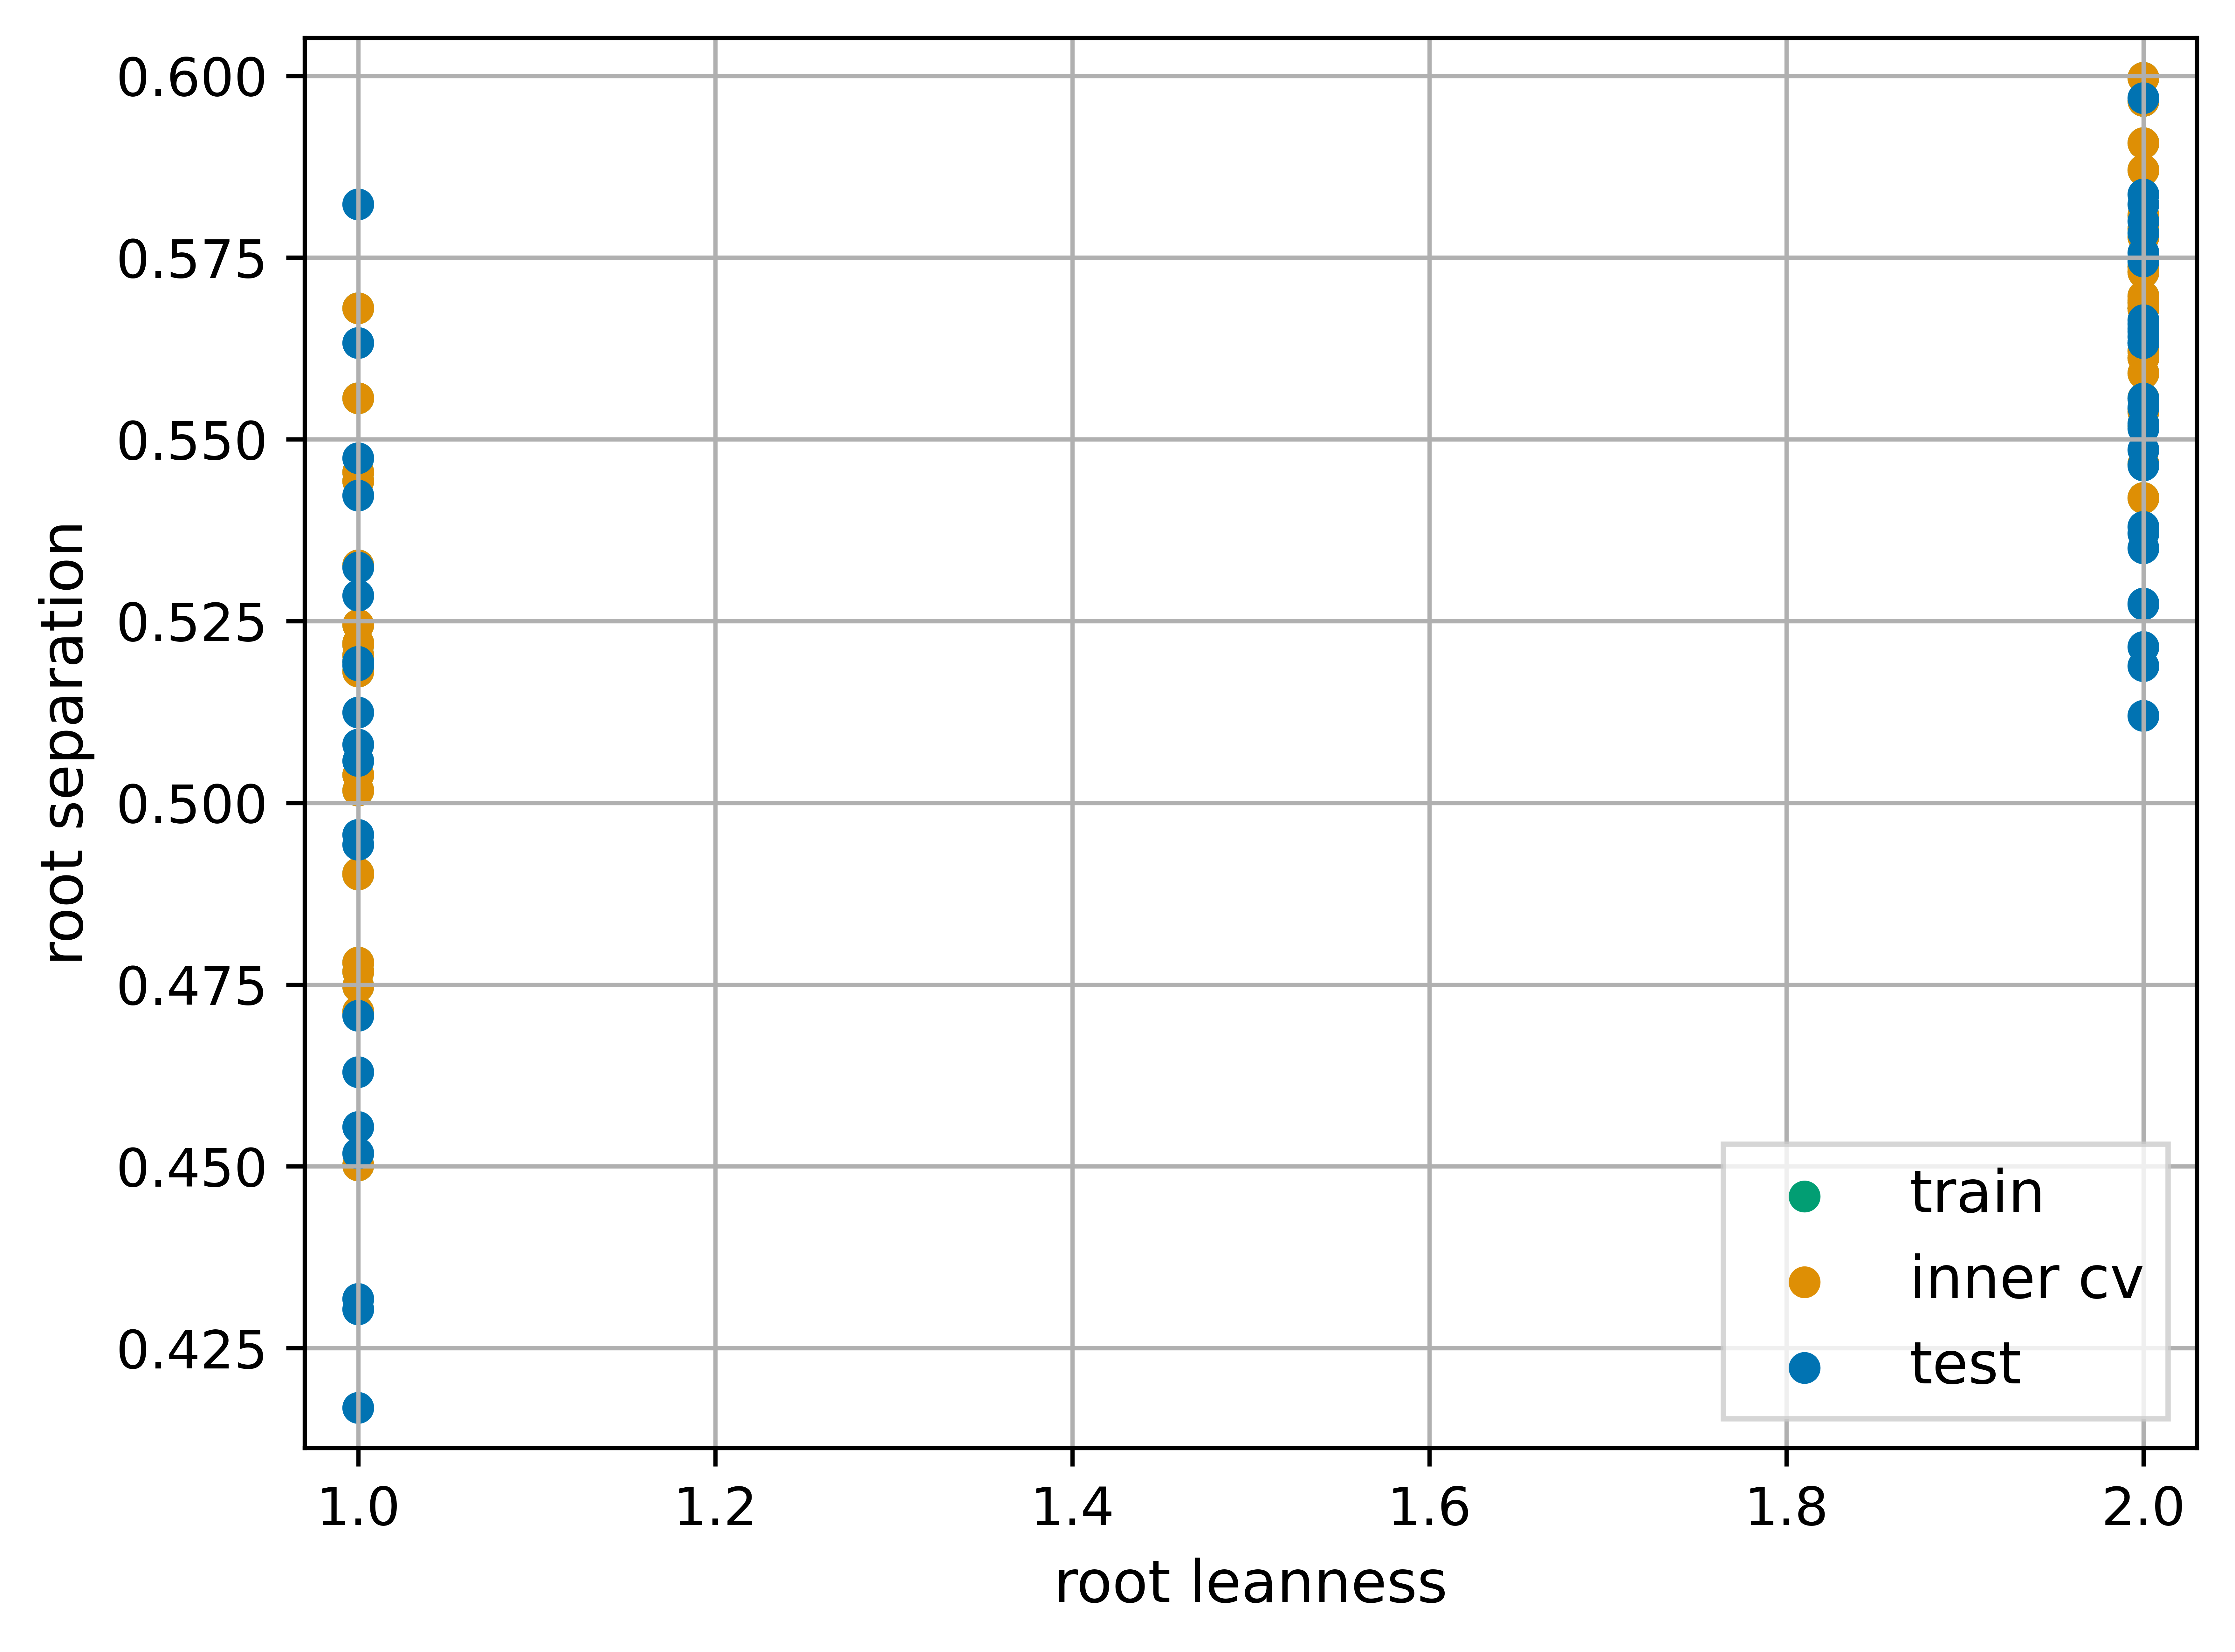 0.600
0.575
0.550
0.525
0.500
0.475
0.450
0.425
root separation
1.0 1.2 1.4 1.6 1.8 2.0
root leanness
train
inner cv
test